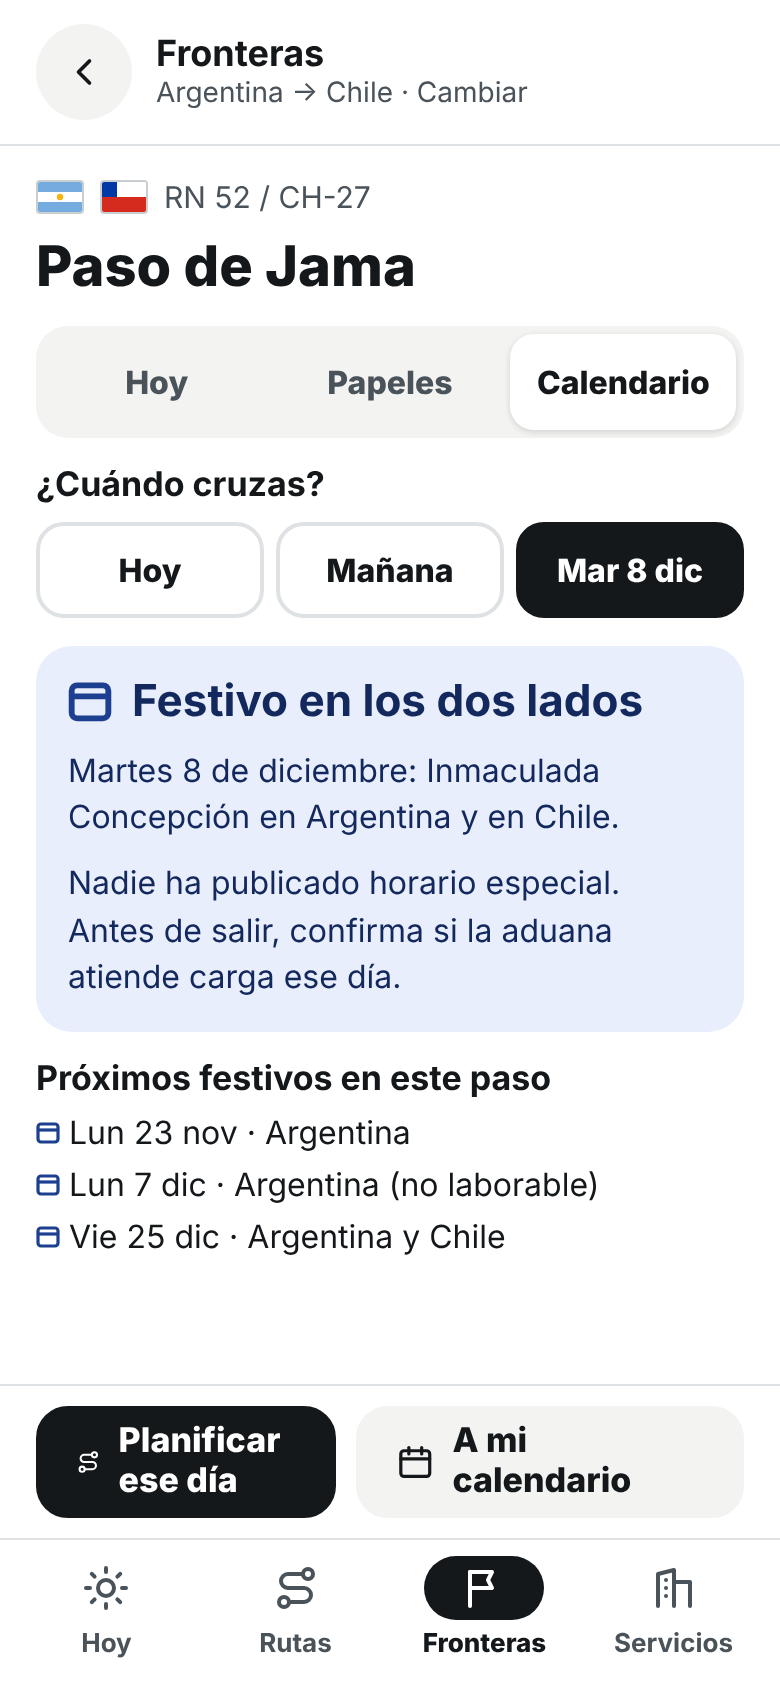 Fronteras
Argentina → Chile · Cambiar
RN 52 / CH-27
Paso de Jama
Hoy
Papeles
Calendario
¿Cuándo cruzas?
Hoy
Mañana
Mar 8 dic
Festivo en los dos lados
Martes 8 de diciembre: Inmaculada
Concepción en Argentina y en Chile.
Nadie ha publicado horario especial.
Antes de salir, confirma si la aduana
atiende carga ese día.
Próximos festivos en este paso
Lun 23 nov · Argentina
Lun 7 dic · Argentina (no laborable)
Vie 25 dic · Argentina y Chile
Planificar
ese día
A mi
calendario
Hoy
Rutas
Fronteras
Servicios